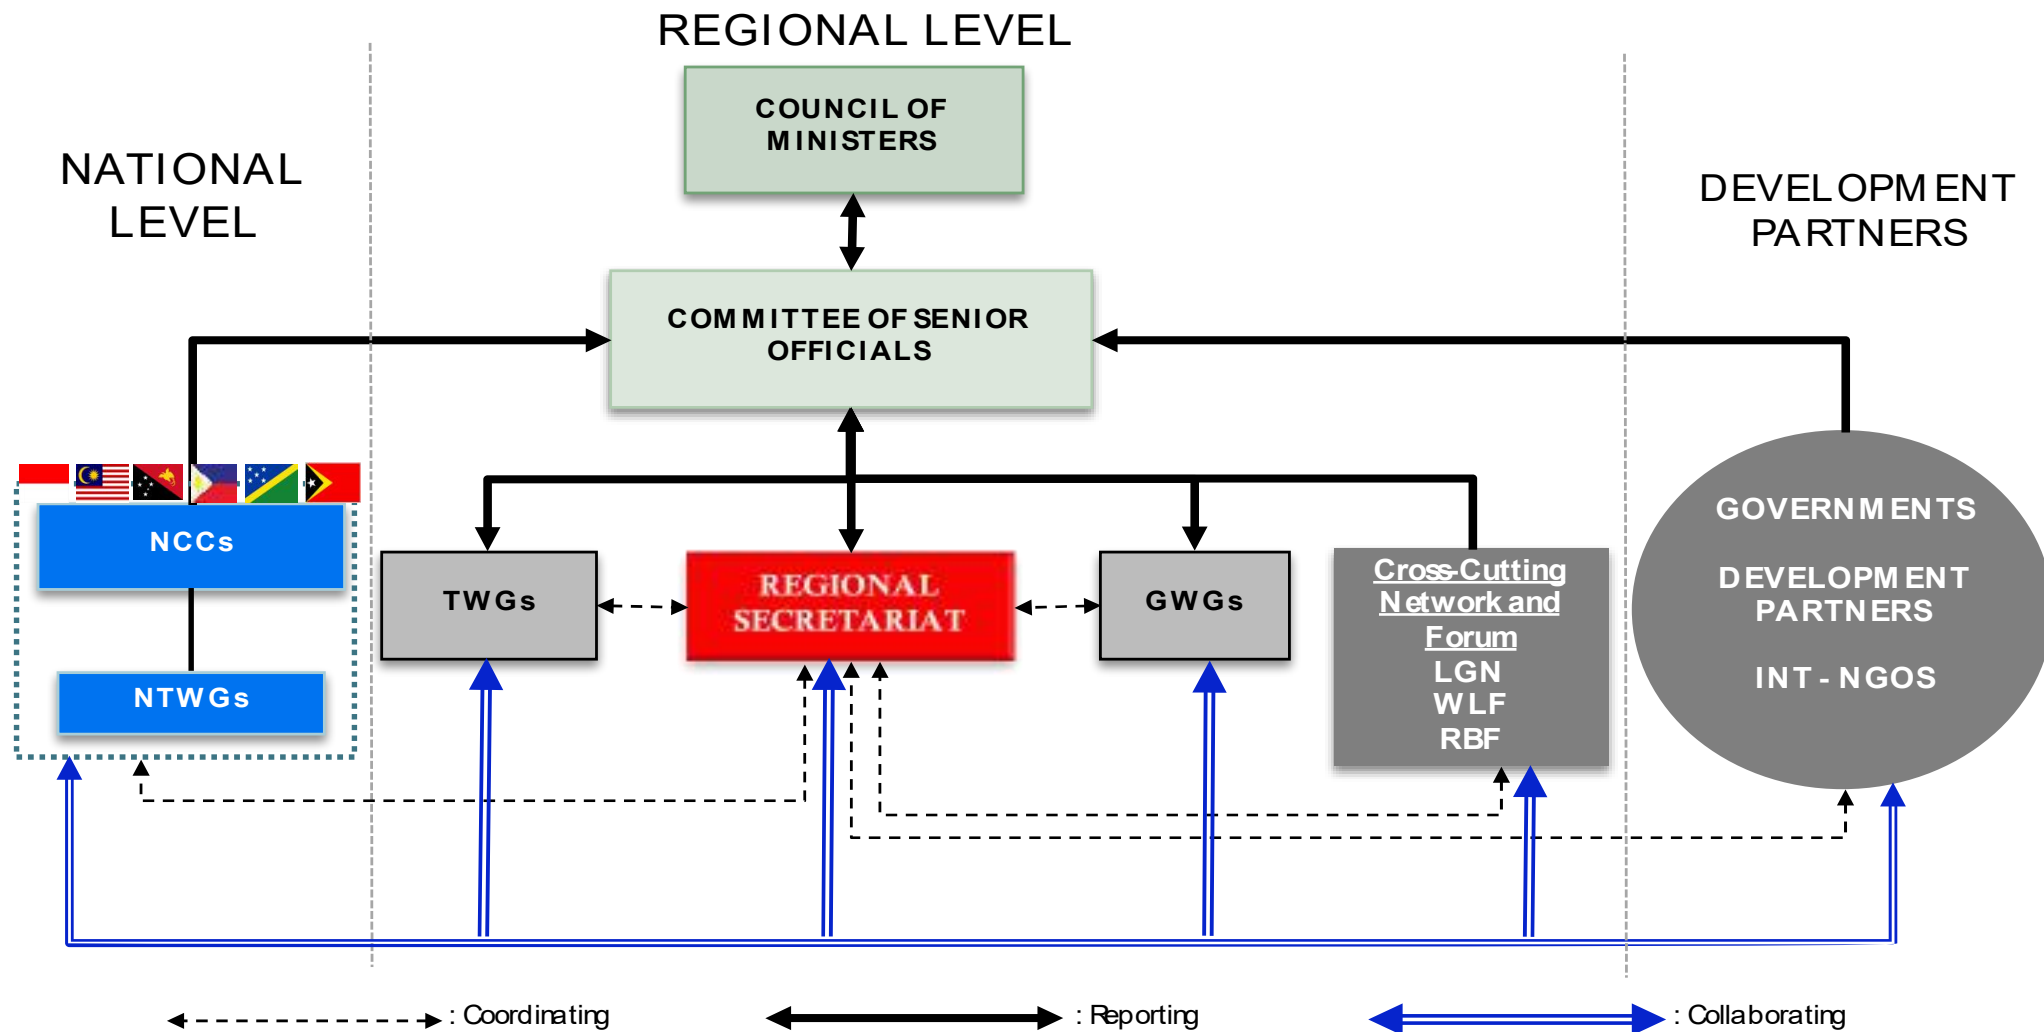 REGIONAL LEVEL
COUNCIL OF
MINISTERS
NATIONAL
LEVEL
DEVELOPMENT
PARTNERS
COMMITTEE OF SENIOR
OFFICIALS
NCCs
NTWGs
TWGs
REGIONAL
SECRETARIAT
GWGs
Cross-Cutting
Network and
Forum
LGN
WLF
RBF
GOVERNMENTS
DEVELOPMENT
PARTNERS
INT - NGOS
: Coordinating
: Reporting
: Collaborating